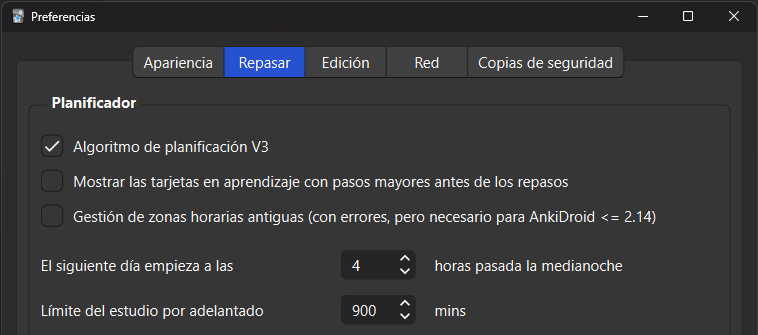 Preferencias
Apariencia Repasar Edición Red Copias de seguridad
Planificador
Algoritmo de planificación V3
Mostrar las tarjetas en aprendizaje con pasos mayores antes de los repasos
Gestión de zonas horarias antiguas (con errores, pero necesario para AnkiDroid <= 2.14)
El siguiente día empieza a las 4 horas pasada la medianoche
Límite del estudio por adelantado 900 mins